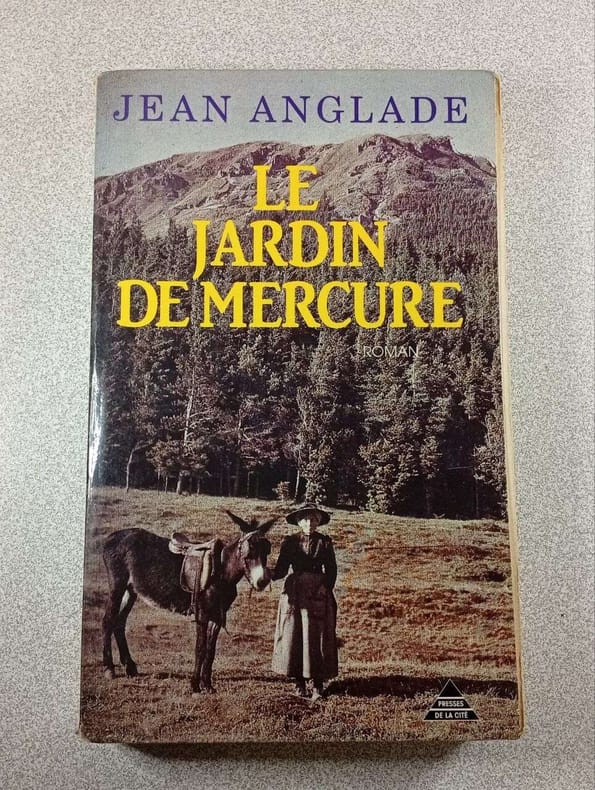 JEAN ANGLADE
LE
JARDIN
DE MERCURE
ROMAN
PRESSES
DE LA CITÉ